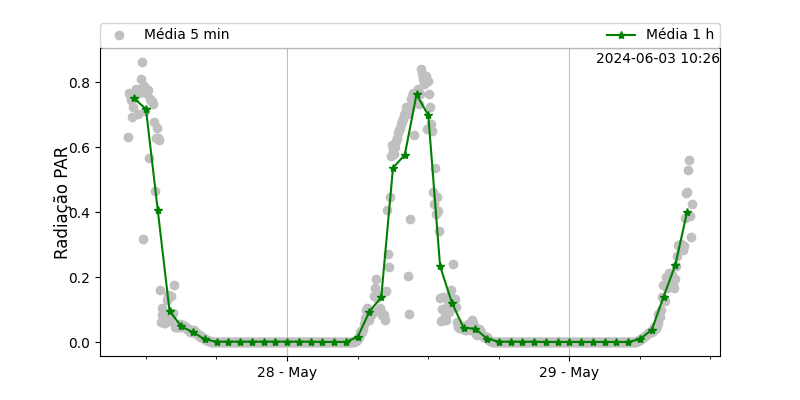 Média 5 min
Média 1 h
2024-06-03 10:26
Radiação PAR
0.8
0.6
0.4
0.2
0.0
28 - May
29 - May